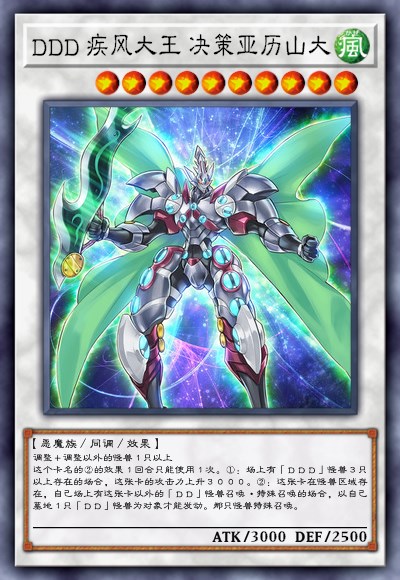 DDD 疾风大王 决策亚历山大
風
【恶魔族／同调／效果】
调整＋调整以外的怪兽1只以上
这个卡名的②的效果1回合只能使用1次。①：场上有「DDD」怪兽3只
以上存在的场合，这张卡的攻击力上升3000。②：这张卡在怪兽区域存
在，自己场上有这张卡以外的「DD」怪兽召唤·特殊召唤的场合，以自己
墓地1只「DD」怪兽为对象才能发动。那只怪兽特殊召唤。
ATK/3000 DEF/2500